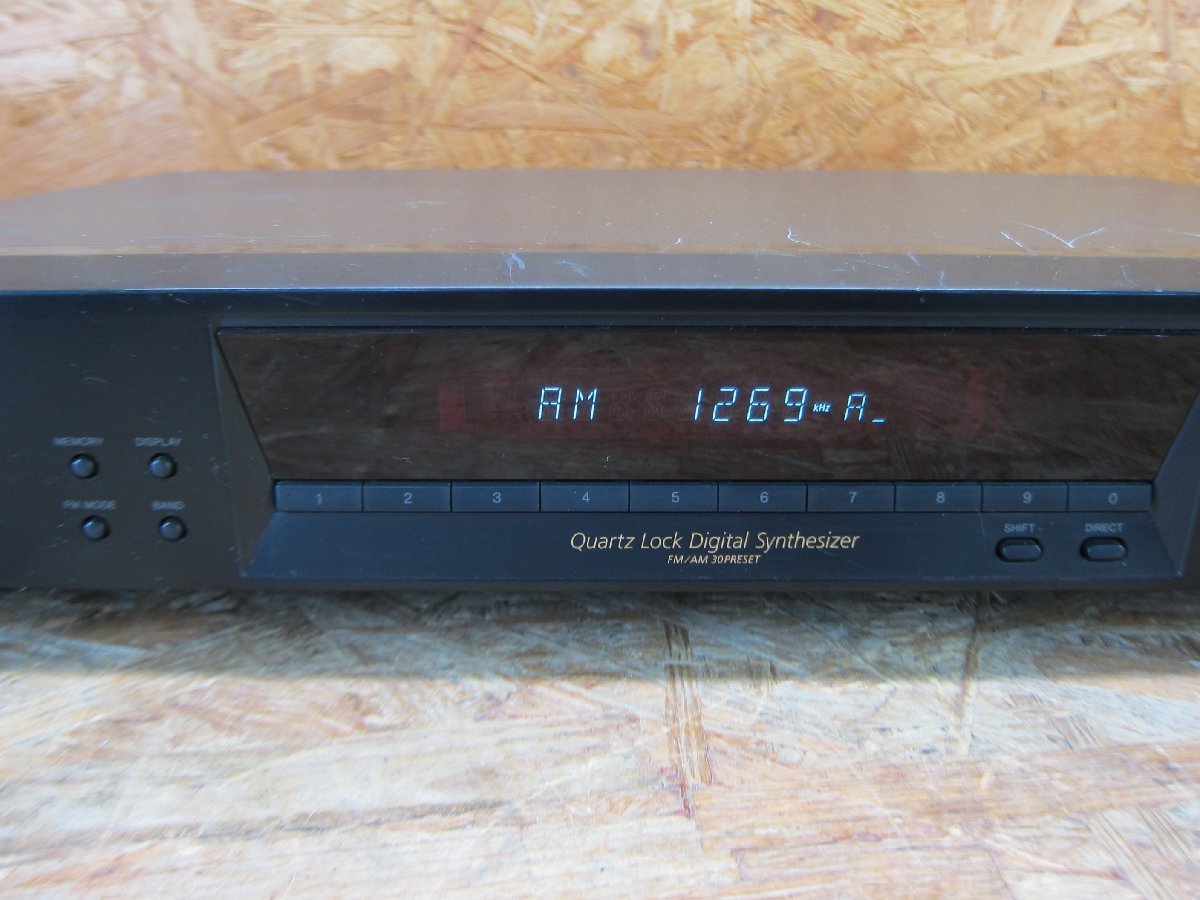 AM 1269 kHz A_
MEMORY DISPLAY
FM MODE BAND
1 2 3 4 5 6 7 8 9 0
Quartz Lock Digital Synthesizer
FM/AM 30PRESET
SHIFT DIRECT